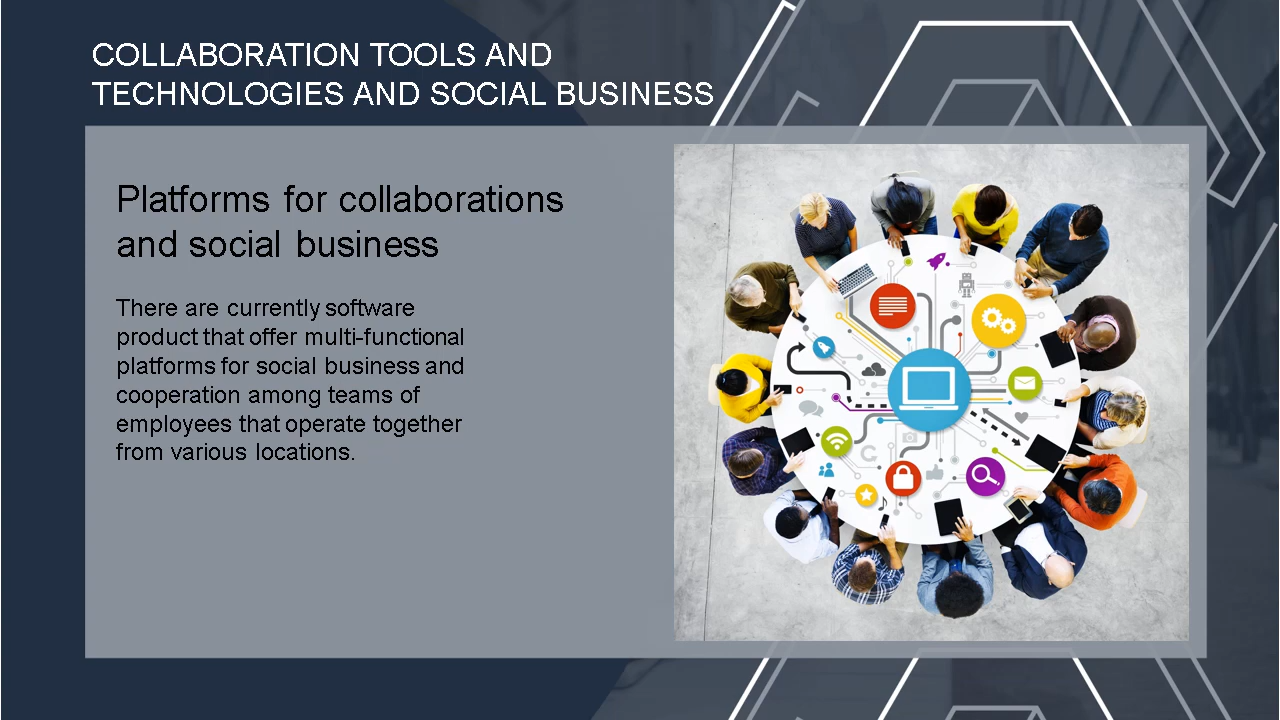 COLLABORATION TOOLS AND
TECHNOLOGIES AND SOCIAL BUSINESS
Platforms for collaborations
and social business
There are currently software
product that offer multi-functional
platforms for social business and
cooperation among teams of
employees that operate together
from various locations.